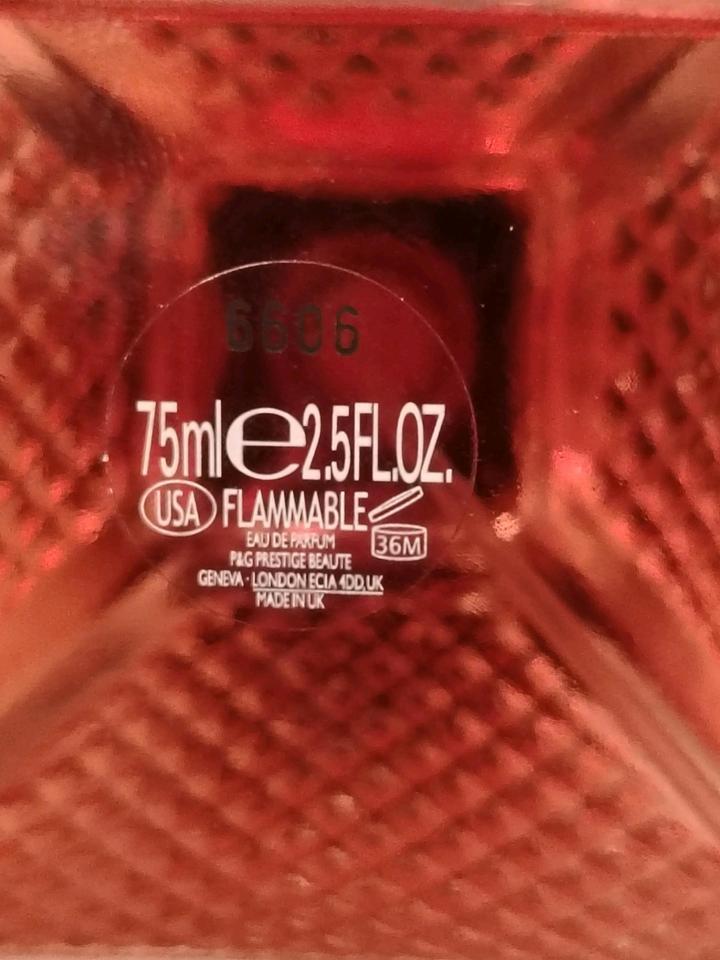 6606
75ml e 2.5FL.OZ.
USA FLAMMABLE
36M
EAU DE PARFUM
P&G PRESTIGE BEAUTE
GENEVA · LONDON EC1A 4DD,UK
MADE IN UK